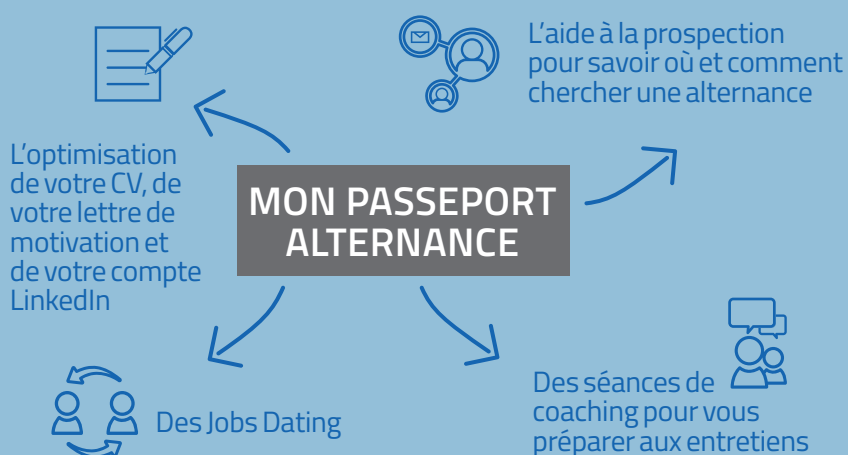 L'aide à la prospection
pour savoir où et comment
chercher une alternance
L'optimisation
de votre CV, de
votre lettre de
motivation et
de votre compte
LinkedIn
MON PASSEPORT
ALTERNANCE
Des Jobs Dating
Des séances de
coaching pour vous
préparer aux entretiens